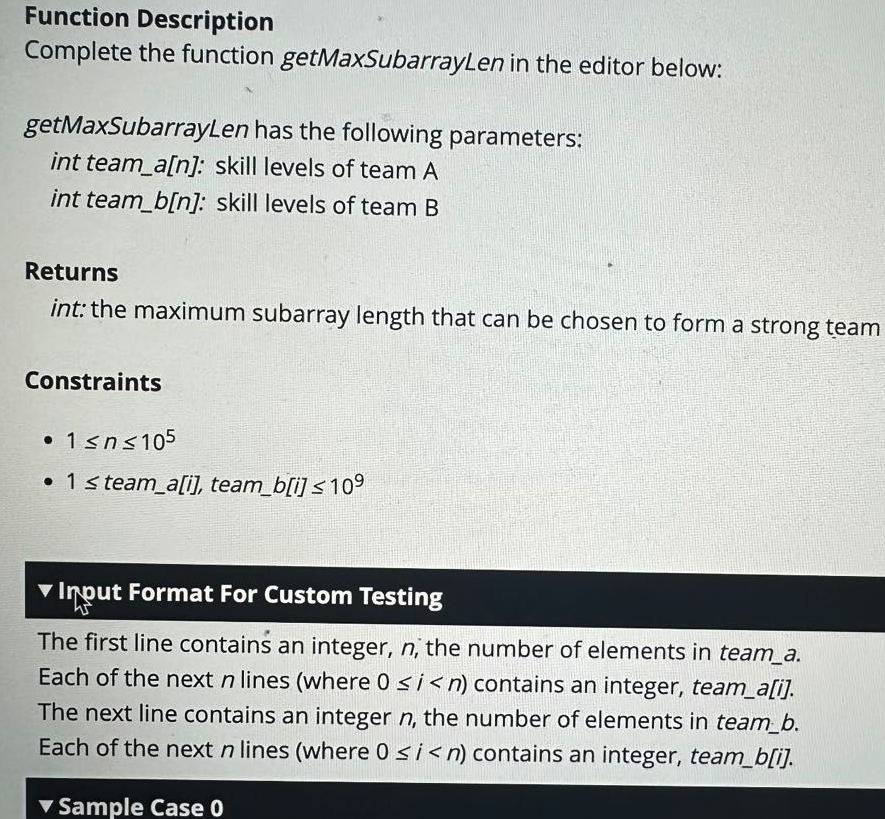 Function Description
Complete the function getMaxSubarrayLen in the editor below:
getMaxSubarrayLen has the following parameters:
int team_a[n]: skill levels of team A
int team_b[n]: skill levels of team B
Returns
int: the maximum subarray length that can be chosen to form a strong team
Constraints
• 1 ≤ n ≤ 10⁵
• 1 ≤ team_a[i], team_b[i] ≤ 10⁹
▼ Input Format For Custom Testing
The first line contains an integer, n, the number of elements in team_a.
Each of the next n lines (where 0 ≤ i < n) contains an integer, team_a[i].
The next line contains an integer n, the number of elements in team_b.
Each of the next n lines (where 0 ≤ i < n) contains an integer, team_b[i].
▼ Sample Case 0